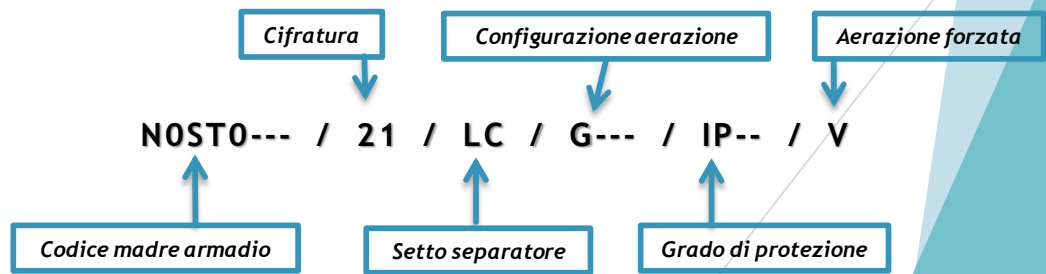 Cifratura
Configurazione aerazione
Aerazione forzata
N0ST0--- / 21 / LC / G--- / IP-- / V
Codice madre armadio
Setto separatore
Grado di protezione